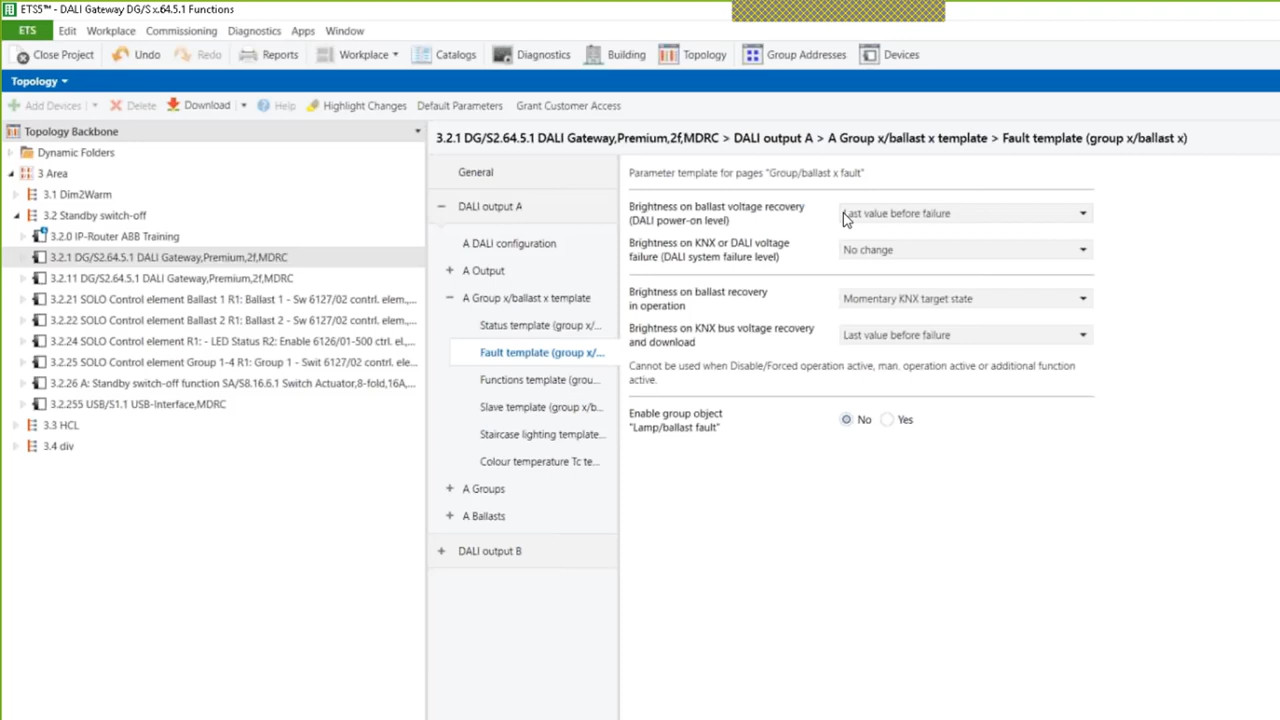 ETS5™ - DALI Gateway DG/S x.64.5.1 Functions
ETS Edit Workplace Commissioning Diagnostics Apps Window
Close Project Undo Redo Reports Workplace Catalogs Diagnostics Building Topology Group Addresses Devices
Topology
Add Devices Delete Download Help Highlight Changes Default Parameters Grant Customer Access
Topology Backbone
Dynamic Folders
3 Area
3.1 Dim2Warm
3.2 Standby switch-off
3.2.0 IP-Router ABB Training
3.2.1 DG/S2.64.5.1 DALI Gateway,Premium,2f,MDRC
3.2.11 DG/S2.64.5.1 DALI Gateway,Premium,2f,MDRC
3.2.21 SOLO Control element Ballast 1 R1: Ballast 1 - Sw 6127/02 contrl. elem.,...
3.2.22 SOLO Control element Ballast 2 R1: Ballast 2 - Sw 6127/02 contrl. elem.,...
3.2.24 SOLO Control element R1: - LED Status R2: Enable 6126/01-500 ctrl. el.,...
3.2.25 SOLO Control element Group 1-4 R1: Group 1 - Swit 6127/02 contrl. elem.,...
3.2.26 A: Standby switch-off function SA/S8.16.6.1 Switch Actuator,8-fold,16A,...
3.2.255 USB/S1.1 USB-Interface,MDRC
3.3 HCL
3.4 div
3.2.1 DG/S2.64.5.1 DALI Gateway,Premium,2f,MDRC > DALI output A > A Group x/ballast x template > Fault template (group x/ballast x)
General
DALI output A
A DALI configuration
A Output
A Group x/ballast x template
Status template (group x/...
Fault template (group x/...
Functions template (grou...
Slave template (group x/b...
Staircase lighting template...
Colour temperature Tc te...
A Groups
A Ballasts
DALI output B
Parameter template for pages "Group/ballast x fault"
Brightness on ballast voltage recovery
(DALI power-on level)
Last value before failure
Brightness on KNX or DALI voltage
failure (DALI system failure level)
No change
Brightness on ballast recovery
in operation
Momentary KNX target state
Brightness on KNX bus voltage recovery
and download
Last value before failure
Cannot be used when Disable/Forced operation active, man. operation active or additional function
active.
Enable group object
"Lamp/ballast fault"
No Yes